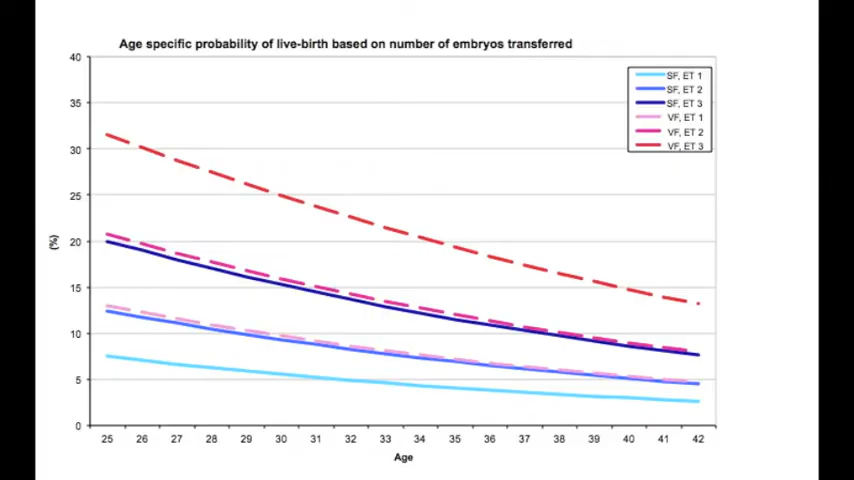 Age specific probability of live-birth based on number of embryos transferred
40
35
30
25
20
15
10
5
0
(%)
SF, ET 1
SF, ET 2
SF, ET 3
VF, ET 1
VF, ET 2
VF, ET 3
25 26 27 28 29 30 31 32 33 34 35 36 37 38 39 40 41 42
Age